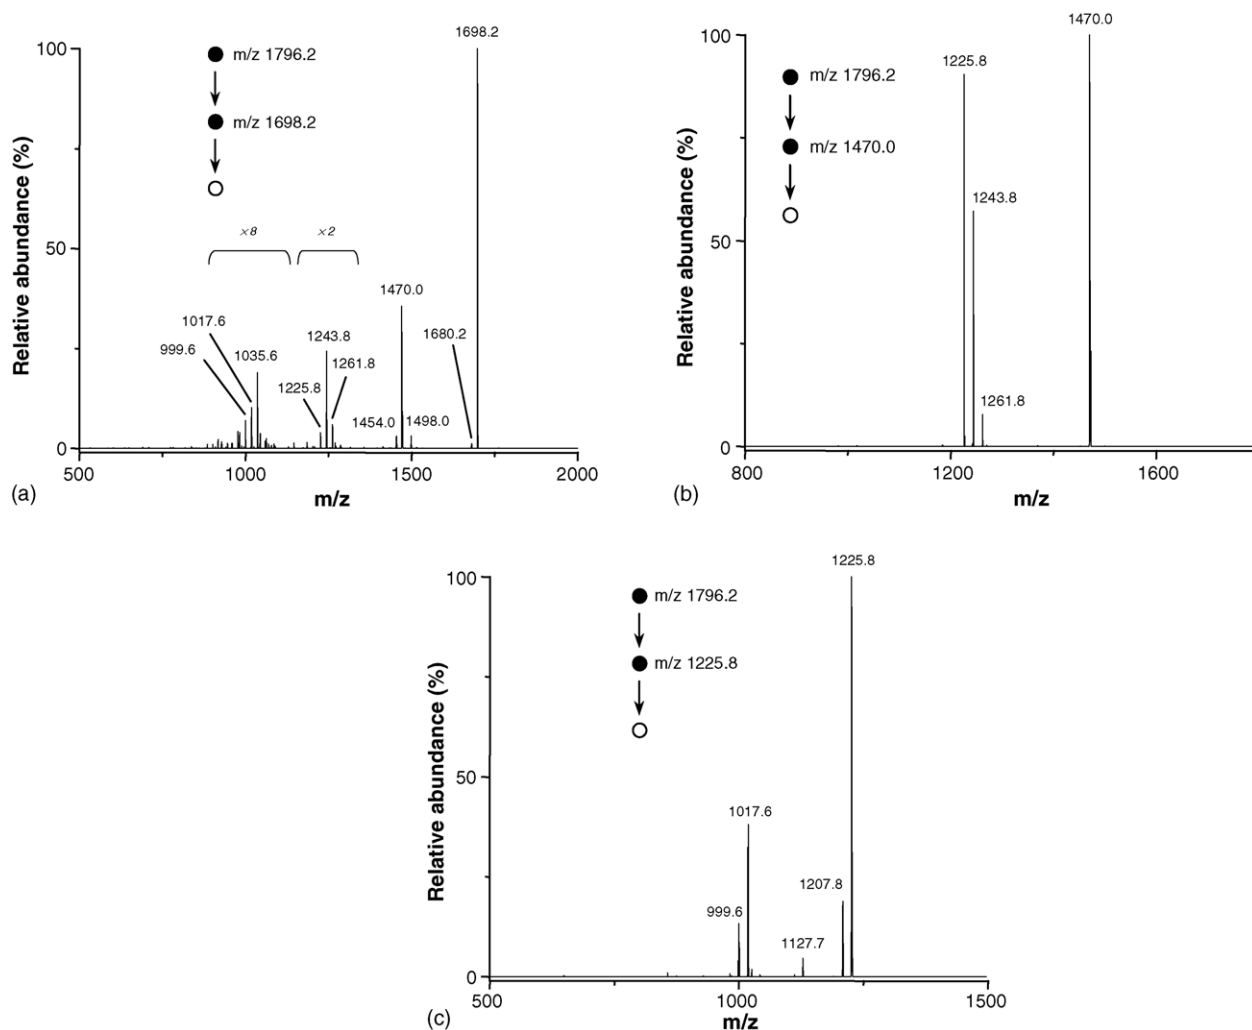 100
50
0
Relative abundance (%)
m/z 1796.2
m/z 1698.2
×8
×2
1698.2
1470.0
1680.2
1017.6
999.6
1035.6
1243.8
1261.8
1225.8
1454.0
1498.0
500
1000
1500
2000
m/z
(a)
100
50
0
Relative abundance (%)
m/z 1796.2
m/z 1470.0
1470.0
1225.8
1243.8
1261.8
800
1200
1600
m/z
(b)
100
50
0
Relative abundance (%)
m/z 1796.2
m/z 1225.8
1225.8
1017.6
1207.8
999.6
1127.7
500
1000
1500
m/z
(c)